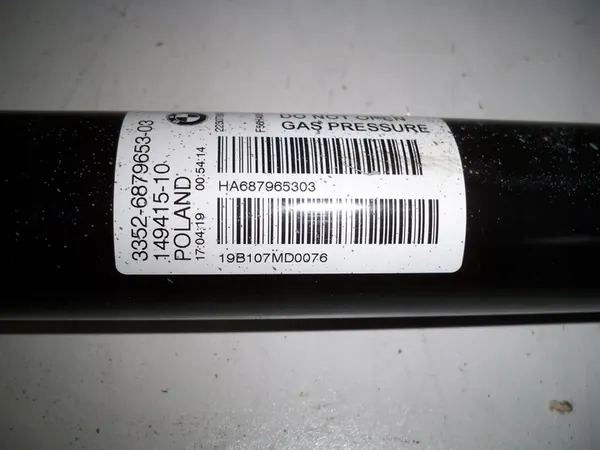 3352-6879653-03
149415-10
POLAND
17:04:19 00:54:14
DO NOT OPEN
GAS PRESSURE
HA687965303
19B107MD0076